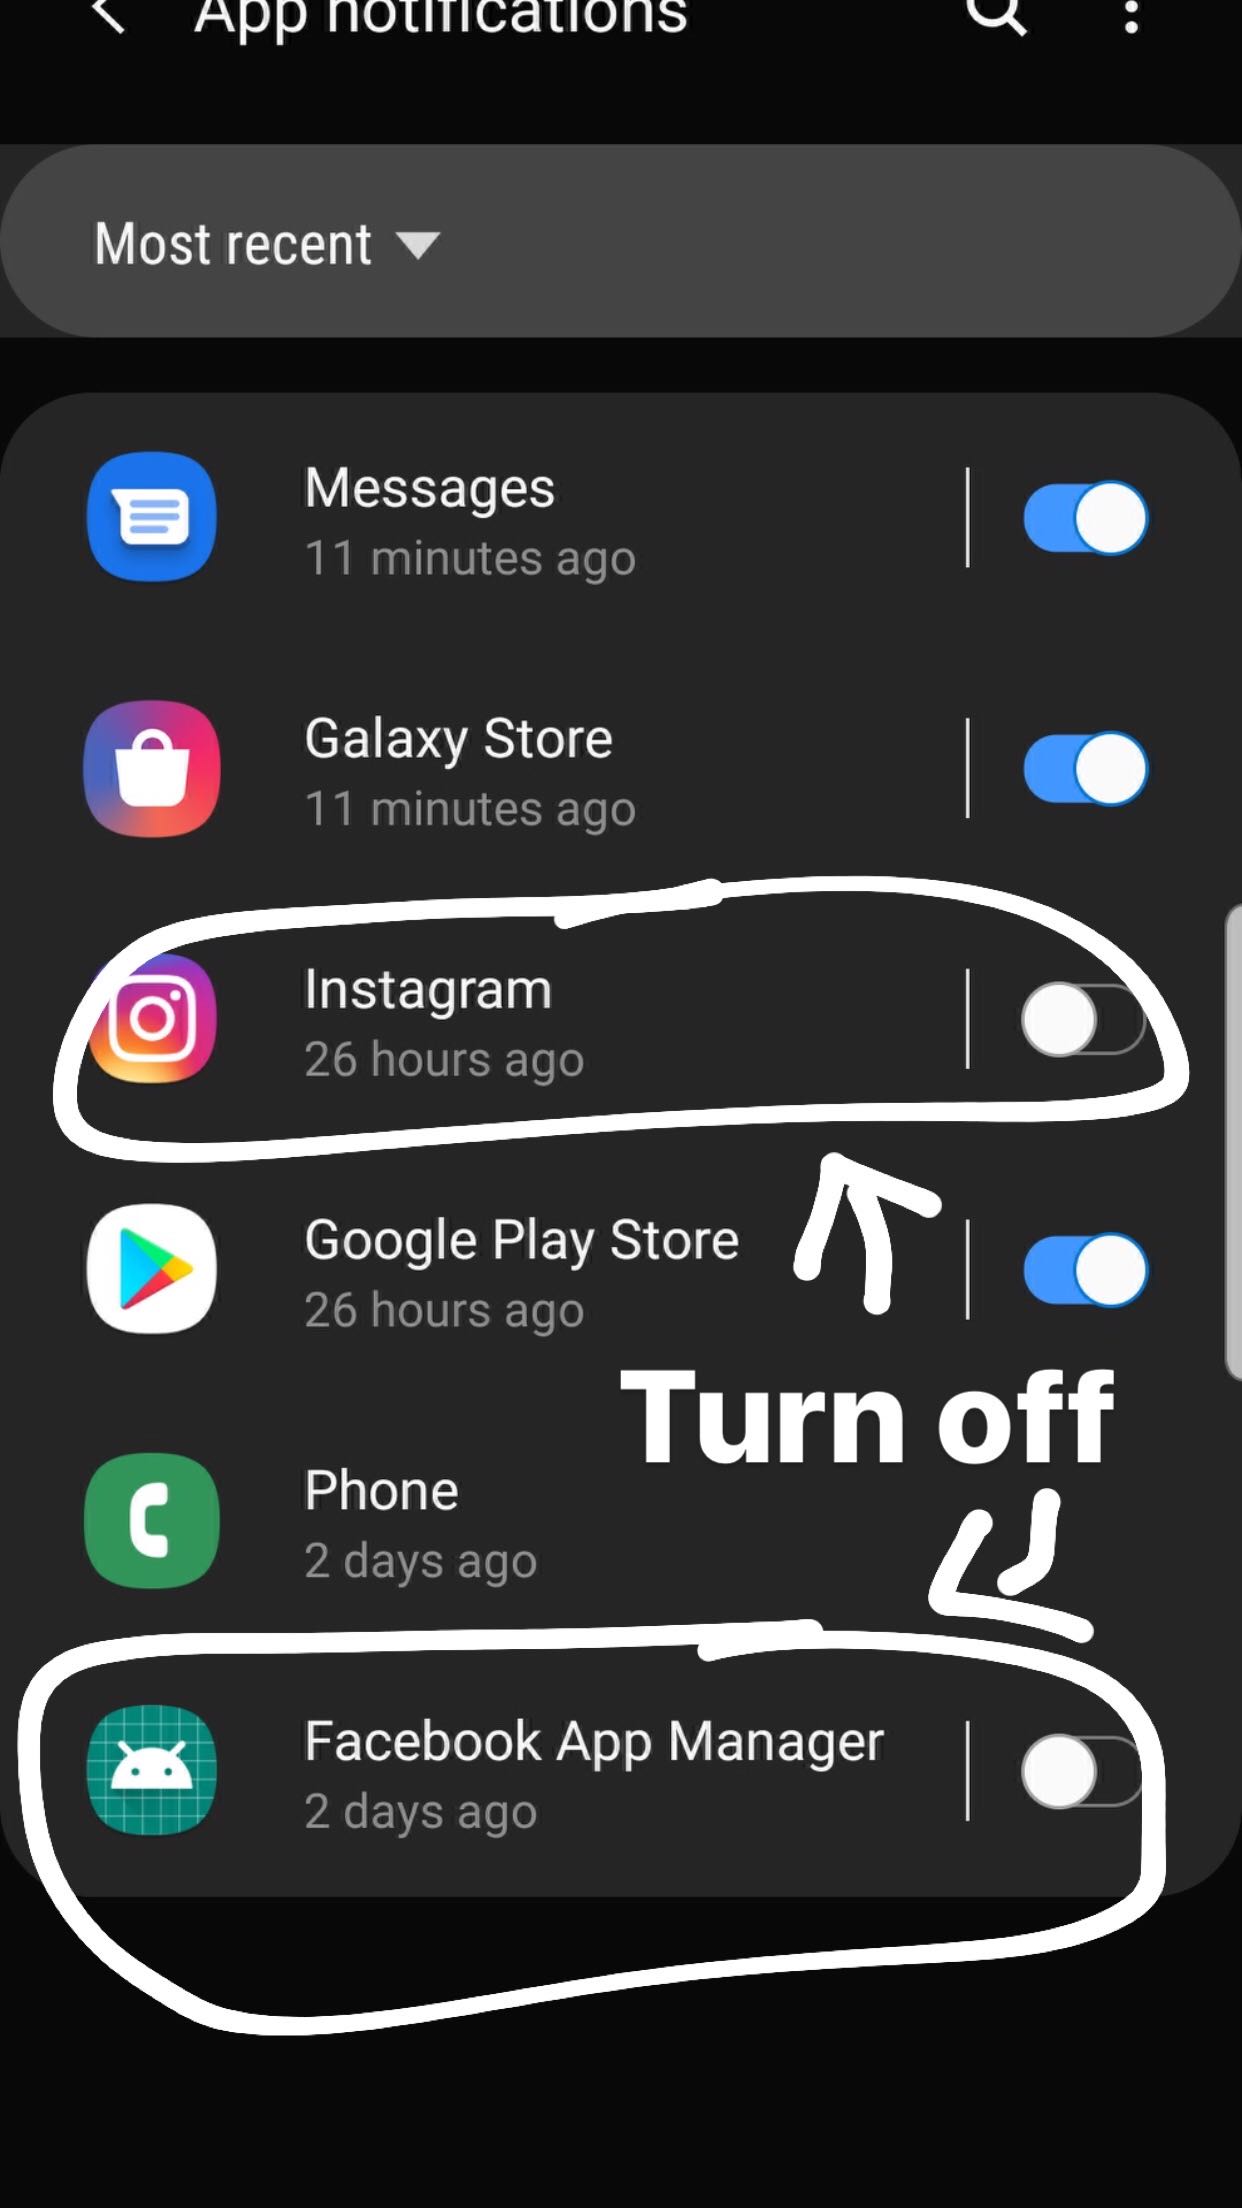 App notifications
Most recent
Messages
11 minutes ago
Galaxy Store
11 minutes ago
Instagram
26 hours ago
Google Play Store
26 hours ago
Turn off
Phone
2 days ago
Facebook App Manager
2 days ago